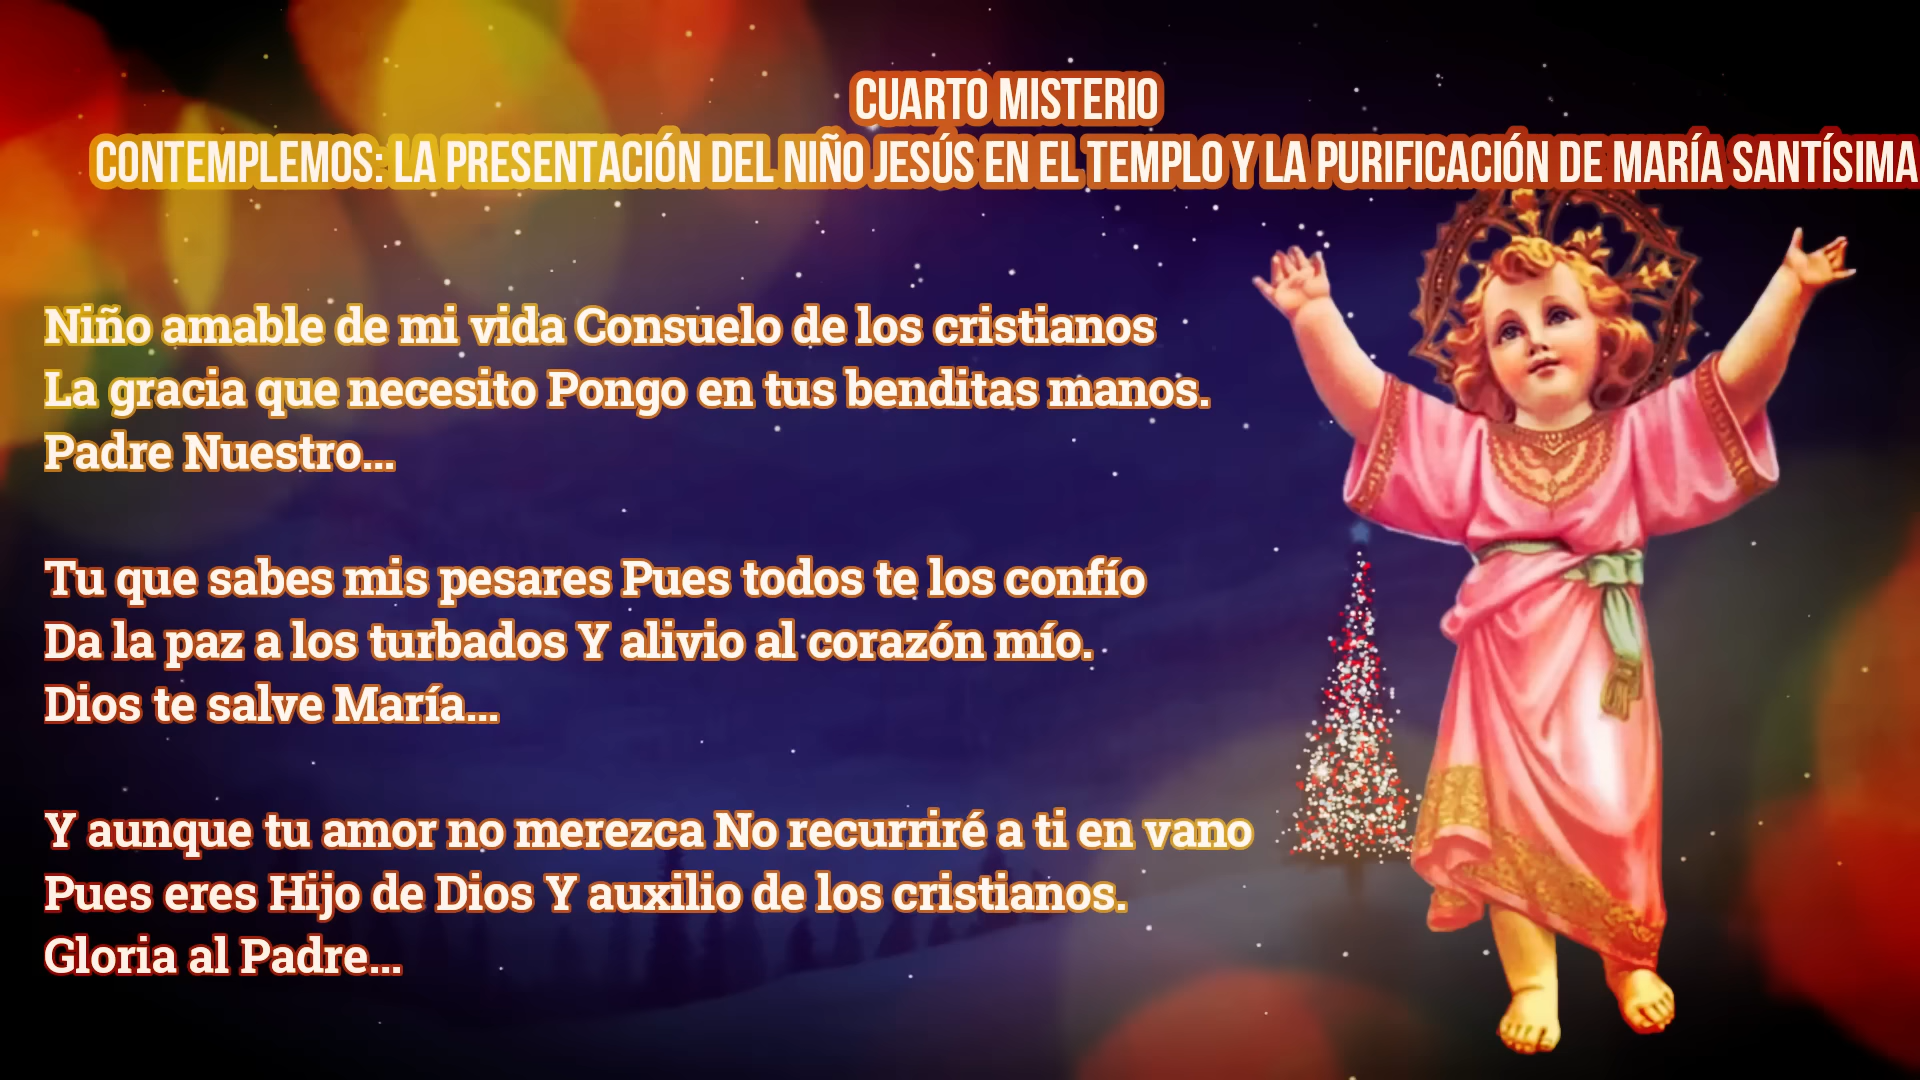 CUARTO MISTERIO
CONTEMPLEMOS: LA PRESENTACIÓN DEL NIÑO JESÚS EN EL TEMPLO Y LA PURIFICACIÓN DE MARÍA SANTÍSIMA
Niño amable de mi vida Consuelo de los cristianos
La gracia que necesito Pongo en tus benditas manos.
Padre Nuestro...
Tu que sabes mis pesares Pues todos te los confío
Da la paz a los turbados Y alivio al corazón mío.
Dios te salve María...
Y aunque tu amor no merezca No recurriré a ti en vano
Pues eres Hijo de Dios Y auxilio de los cristianos.
Gloria al Padre...